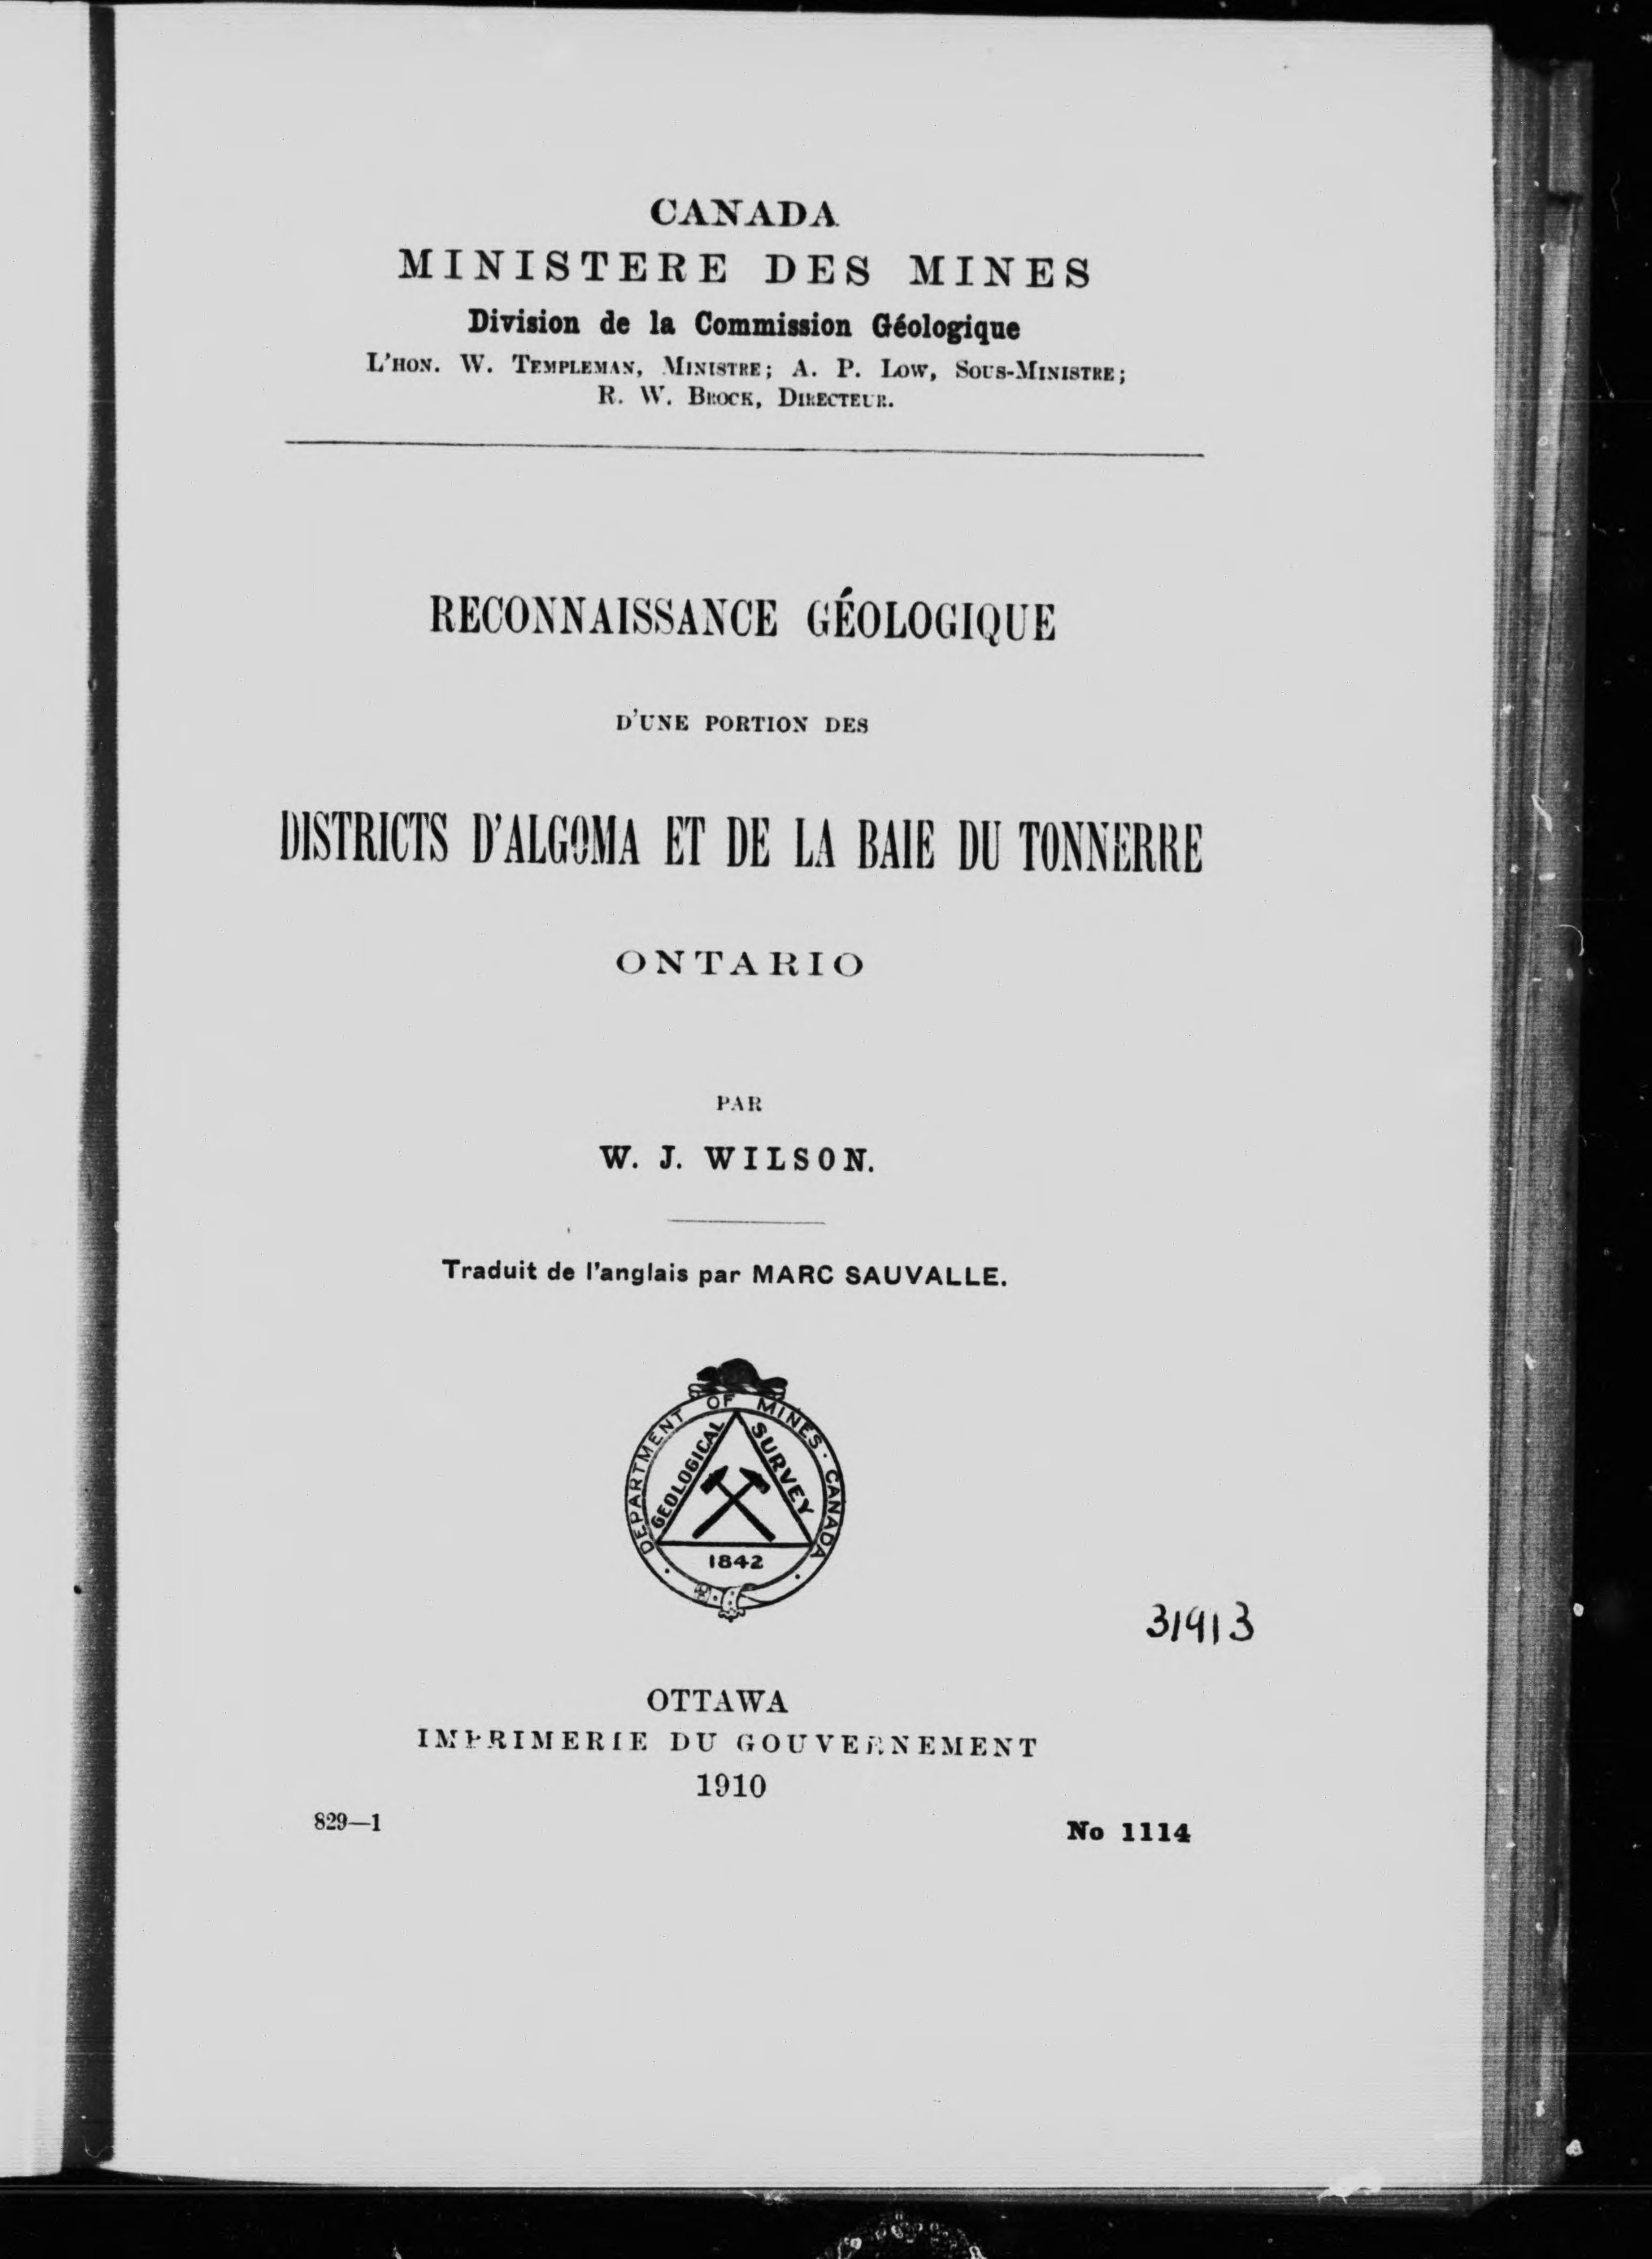 CANADA
MINISTERE DES MINES
Division de la Commission Géologique
L'HON. W. TEMPLEMAN, MINISTRE; A. P. LOW, SOUS-MINISTRE;
R. W. BROCK, DIRECTEUR.
RECONNAISSANCE GÉOLOGIQUE
D'UNE PORTION DES
DISTRICTS D'ALGOMA ET DE LA BAIE DU TONNERRE
ONTARIO
PAR
W. J. WILSON.
Traduit de l'anglais par MARC SAUVALLE.
DEPARTMENT OF MINES · CANADA
GEOLOGICAL SURVEY
1842
31913
OTTAWA
IMPRIMERIE DU GOUVERNEMENT
1910
829—1
No 1114